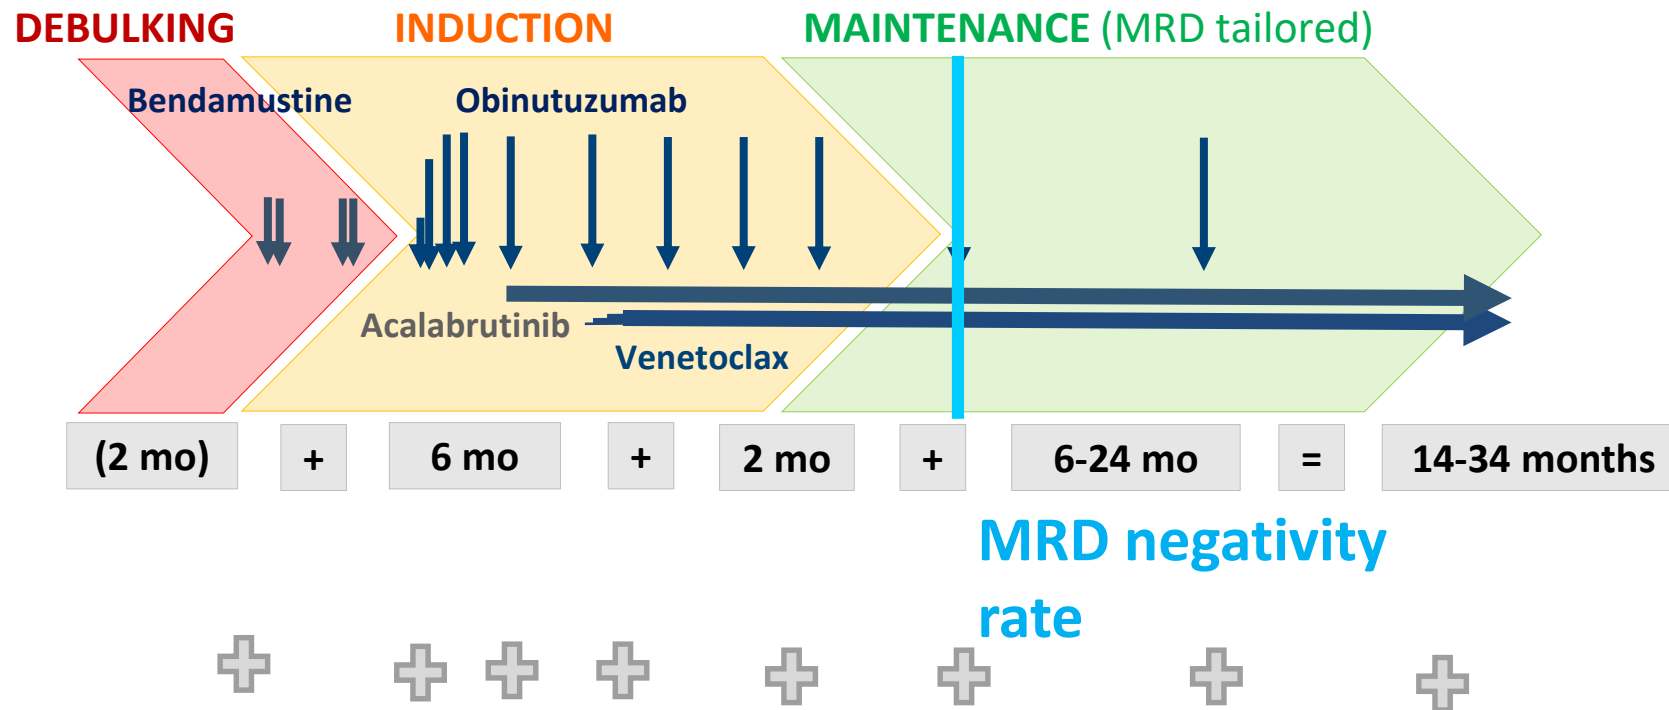 DEBULKING INDUCTION MAINTENANCE (MRD tailored)
Bendamustine Obinutuzumab
Acalabrutinib
Venetoclax
(2 mo) + 6 mo + 2 mo + 6-24 mo = 14-34 months
MRD negativity
rate